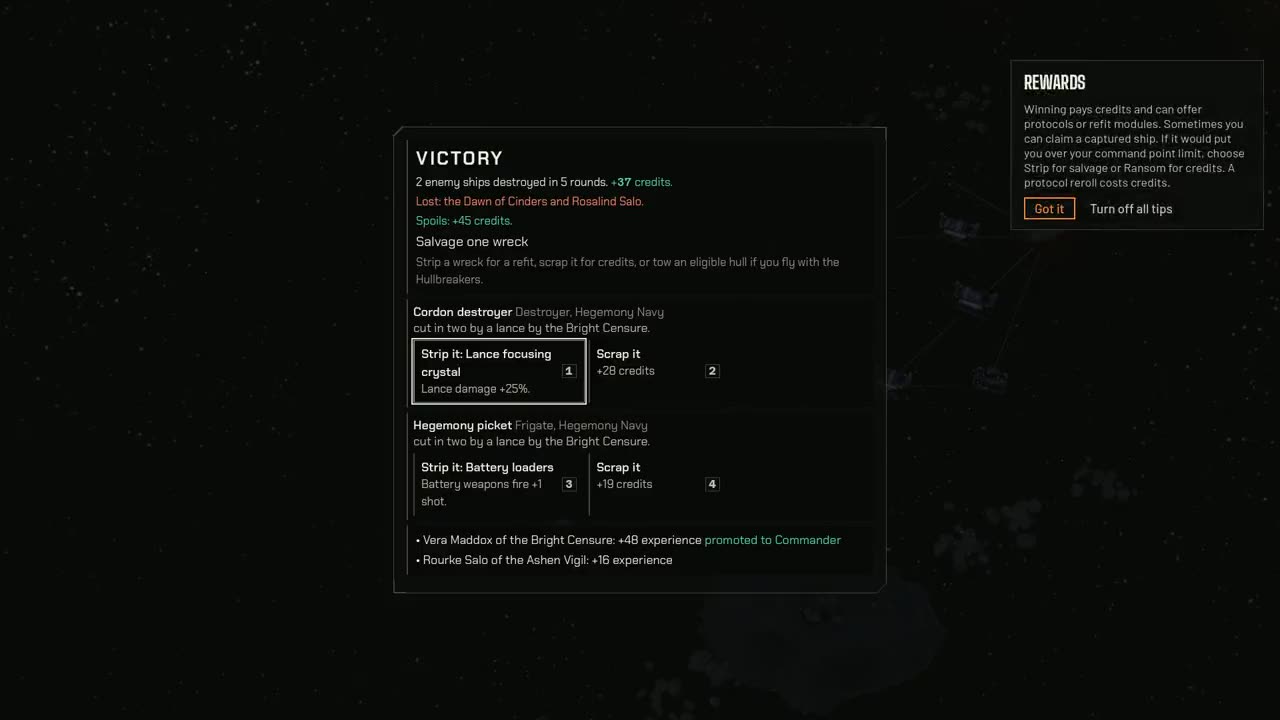 VICTORY
2 enemy ships destroyed in 5 rounds. +37 credits.
Lost: the Dawn of Cinders and Rosalind Salo.
Spoils: +45 credits.
Salvage one wreck
Strip a wreck for a refit, scrap it for credits, or tow an eligible hull if you fly with the
Hullbreakers.
Cordon destroyer Destroyer, Hegemony Navy
cut in two by a lance by the Bright Censure.
Strip it: Lance focusing
crystal
1
Lance damage +25%.
Scrap it
+28 credits
2
Hegemony picket Frigate, Hegemony Navy
cut in two by a lance by the Bright Censure.
Strip it: Battery loaders
Battery weapons fire +1
3
shot.
Scrap it
+19 credits
4
• Vera Maddox of the Bright Censure: +48 experience promoted to Commander
• Rourke Salo of the Ashen Vigil: +16 experience
REWARDS
Winning pays credits and can offer
protocols or refit modules. Sometimes you
can claim a captured ship. If it would put
you over your command point limit, choose
Strip for salvage or Ransom for credits. A
protocol reroll costs credits.
Got it
Turn off all tips